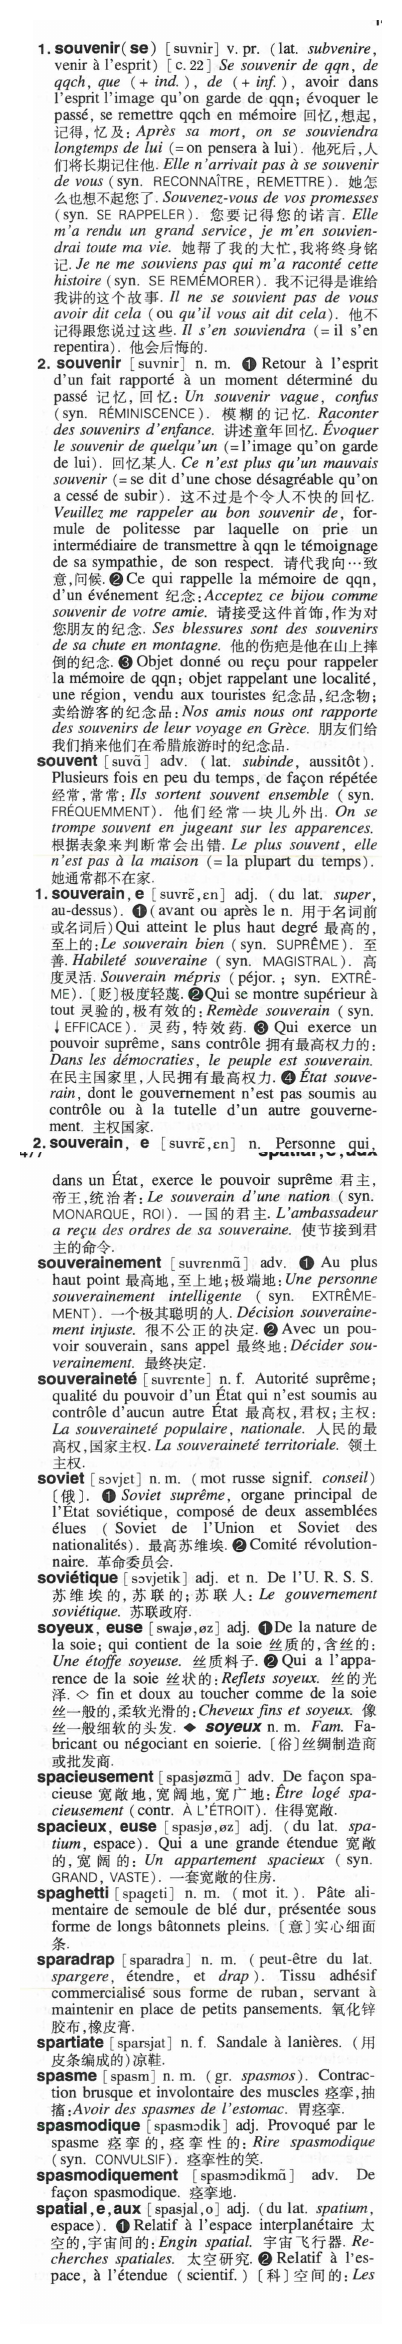 1. souvenir(se) [suvnir] v. pr. (lat. subvenire,
venir à l'esprit) [c. 22] Se souvenir de qqn, de
qqch, que (+ ind.), de (+ inf.), avoir dans
l'esprit l'image qu'on garde de qqn; évoquer le
passé, se remettre qqch en mémoire 回忆,想起,
记得,忆及: Après sa mort, on se souviendra
longtemps de lui (= on pensera à lui). 他死后,人
们将长期记住他. Elle n'arrivait pas à se souvenir
de vous (syn. RECONNAÎTRE, REMETTRE). 她怎
么也想不起您了. Souvenez-vous de vos promesses
(syn. SE RAPPELER). 您要记得您的诺言. Elle
m'a rendu un grand service, je m'en souvien-
drai toute ma vie. 她帮了我的大忙,我将终身铭
记. Je ne me souviens pas qui m'a raconté cette
histoire (syn. SE REMÉMORER). 我不记得是谁给
我讲的这个故事. Il ne se souvient pas de vous
avoir dit cela (ou qu'il vous ait dit cela). 他不
记得跟您说过这些. Il s'en souviendra (= il s'en
repentira). 他会后悔的.
2. souvenir [suvnir] n. m. ❶ Retour à l'esprit
d'un fait rapporté à un moment déterminé du
passé 记忆,回忆: Un souvenir vague, confus
(syn. RÉMINISCENCE). 模糊的记忆. Raconter
des souvenirs d'enfance. 讲述童年回忆. Évoquer
le souvenir de quelqu'un (= l'image qu'on garde
de lui). 回忆某人. Ce n'est plus qu'un mauvais
souvenir (= se dit d'une chose désagréable qu'on
a cessé de subir). 这不过是个令人不快的回忆.
Veuillez me rappeler au bon souvenir de, for-
mule de politesse par laquelle on prie un
intermédiaire de transmettre à qqn le témoignage
de sa sympathie, de son respect. 请代我向…致
意,问候. ❷ Ce qui rappelle la mémoire de qqn,
d'un événement 纪念: Acceptez ce bijou comme
souvenir de votre amie. 请接受这件首饰,作为对
您朋友的纪念. Ses blessures sont des souvenirs
de sa chute en montagne. 他的伤疤是他在山上摔
倒的纪念. ❸ Objet donné ou reçu pour rappeler
la mémoire de qqn; objet rappelant une localité,
une région, vendu aux touristes 纪念品,纪念物;
卖给游客的纪念品: Nos amis nous ont rapporte
des souvenirs de leur voyage en Grèce. 朋友们给
我们捎来他们在希腊旅游时的纪念品.
souvent [suvɑ̃] adv. (lat. subinde, aussitôt).
Plusieurs fois en peu du temps, de façon répétée
经常,常常: Ils sortent souvent ensemble (syn.
FRÉQUEMMENT). 他们经常一块儿外出. On se
trompe souvent en jugeant sur les apparences.
根据表象来判断常会出错. Le plus souvent, elle
n'est pas à la maison (= la plupart du temps).
她通常都不在家.
1. souverain, e [suvrɛ̃,ɛn] adj. (du lat. super,
au-dessus). ❶ (avant ou après le n. 用于名词前
或名词后) Qui atteint le plus haut degré 最高的,
至上的: Le souverain bien (syn. SUPRÊME). 至
善. Habileté souveraine (syn. MAGISTRAL). 高
度灵活. Souverain mépris (péjor.; syn. EXTRÊ-
ME). 〔贬〕极度轻蔑. ❷ Qui se montre supérieur à
tout 灵验的,极有效的: Remède souverain (syn.
↓ EFFICACE). 灵药,特效药. ❸ Qui exerce un
pouvoir suprême, sans contrôle 拥有最高权力的:
Dans les démocraties, le peuple est souverain.
在民主国家里,人民拥有最高权力. ❹ État souve-
rain, dont le gouvernement n'est pas soumis au
contrôle ou à la tutelle d'un autre gouverne-
ment. 主权国家.
2. souverain, e [suvrɛ̃,ɛn] n. Personne qui,
477 spatial,e,aux
dans un État, exerce le pouvoir suprême 君主,
帝王,统治者: Le souverain d'une nation (syn.
MONARQUE, ROI). 一国的君主. L'ambassadeur
a reçu des ordres de sa souveraine. 使节接到君
主的命令.
souverainement [suvrɛnmɑ̃] adv. ❶ Au plus
haut point 最高地,至上地;极端地: Une personne
souverainement intelligente (syn. EXTRÊME-
MENT). 一个极其聪明的人. Décision souveraine-
ment injuste. 很不公正的决定. ❷ Avec un pou-
voir souverain, sans appel 最终地: Décider sou-
verainement. 最终决定.
souveraineté [suvrɛnte] n. f. Autorité suprême;
qualité du pouvoir d'un État qui n'est soumis au
contrôle d'aucun autre État 最高权,君权;主权:
La souveraineté populaire, nationale. 人民的最
高权,国家主权. La souveraineté territoriale. 领土
主权.
soviet [sɔvjɛt] n. m. (mot russe signif. conseil)
〔俄〕. ❶ Soviet suprême, organe principal de
l'État soviétique, composé de deux assemblées
élues (Soviet de l'Union et Soviet des
nationalités). 最高苏维埃. ❷ Comité révolution-
naire. 革命委员会.
soviétique [sɔvjetik] adj. et n. De l'U. R. S. S.
苏维埃的,苏联的;苏联人: Le gouvernement
soviétique. 苏联政府.
soyeux, euse [swajø,øz] adj. ❶ De la nature de
la soie; qui contient de la soie 丝质的,含丝的:
Une étoffe soyeuse. 丝质料子. ❷ Qui a l'appa-
rence de la soie 丝状的: Reflets soyeux. 丝的光
泽. ◇ fin et doux au toucher comme de la soie
丝一般的,柔软光滑的: Cheveux fins et soyeux. 像
丝一般细软的头发. ◆ soyeux n. m. Fam. Fa-
bricant ou négociant en soierie. 〔俗〕丝绸制造商
或批发商.
spacieusement [spasjøzmɑ̃] adv. De façon spa-
cieuse 宽敞地,宽阔地,宽广地: Être logé spa-
cieusement (contr. À L'ÉTROIT). 住得宽敞.
spacieux, euse [spasjø,øz] adj. (du lat. spa-
tium, espace). Qui a une grande étendue 宽敞
的,宽阔的: Un appartement spacieux (syn.
GRAND, VASTE). 一套宽敞的住房.
spaghetti [spageti] n. m. (mot it.). Pâte ali-
mentaire de semoule de blé dur, présentée sous
forme de longs bâtonnets pleins. 〔意〕实心细面
条.
sparadrap [sparadra] n. m. (peut-être du lat.
spargere, étendre, et drap). Tissu adhésif
commercialisé sous forme de ruban, servant à
maintenir en place de petits pansements. 氧化锌
胶布,橡皮膏.
spartiate [sparsjat] n. f. Sandale à lanières. (用
皮条编成的)凉鞋.
spasme [spasm] n. m. (gr. spasmos). Contrac-
tion brusque et involontaire des muscles 痉挛,抽
搐: Avoir des spasmes de l'estomac. 胃痉挛.
spasmodique [spasmɔdik] adj. Provoqué par le
spasme 痉挛的,痉挛性的: Rire spasmodique
(syn. CONVULSIF). 痉挛性的笑.
spasmodiquement [spasmɔdikmɑ̃] adv. De
façon spasmodique. 痉挛地.
spatial,e,aux [spasjal,o] adj. (du lat. spatium,
espace). ❶ Relatif à l'espace interplanétaire 太
空的,宇宙间的: Engin spatial. 宇宙飞行器. Re-
cherches spatiales. 太空研究. ❷ Relatif à l'es-
pace, à l'étendue (scientif.) 〔科〕空间的: Les